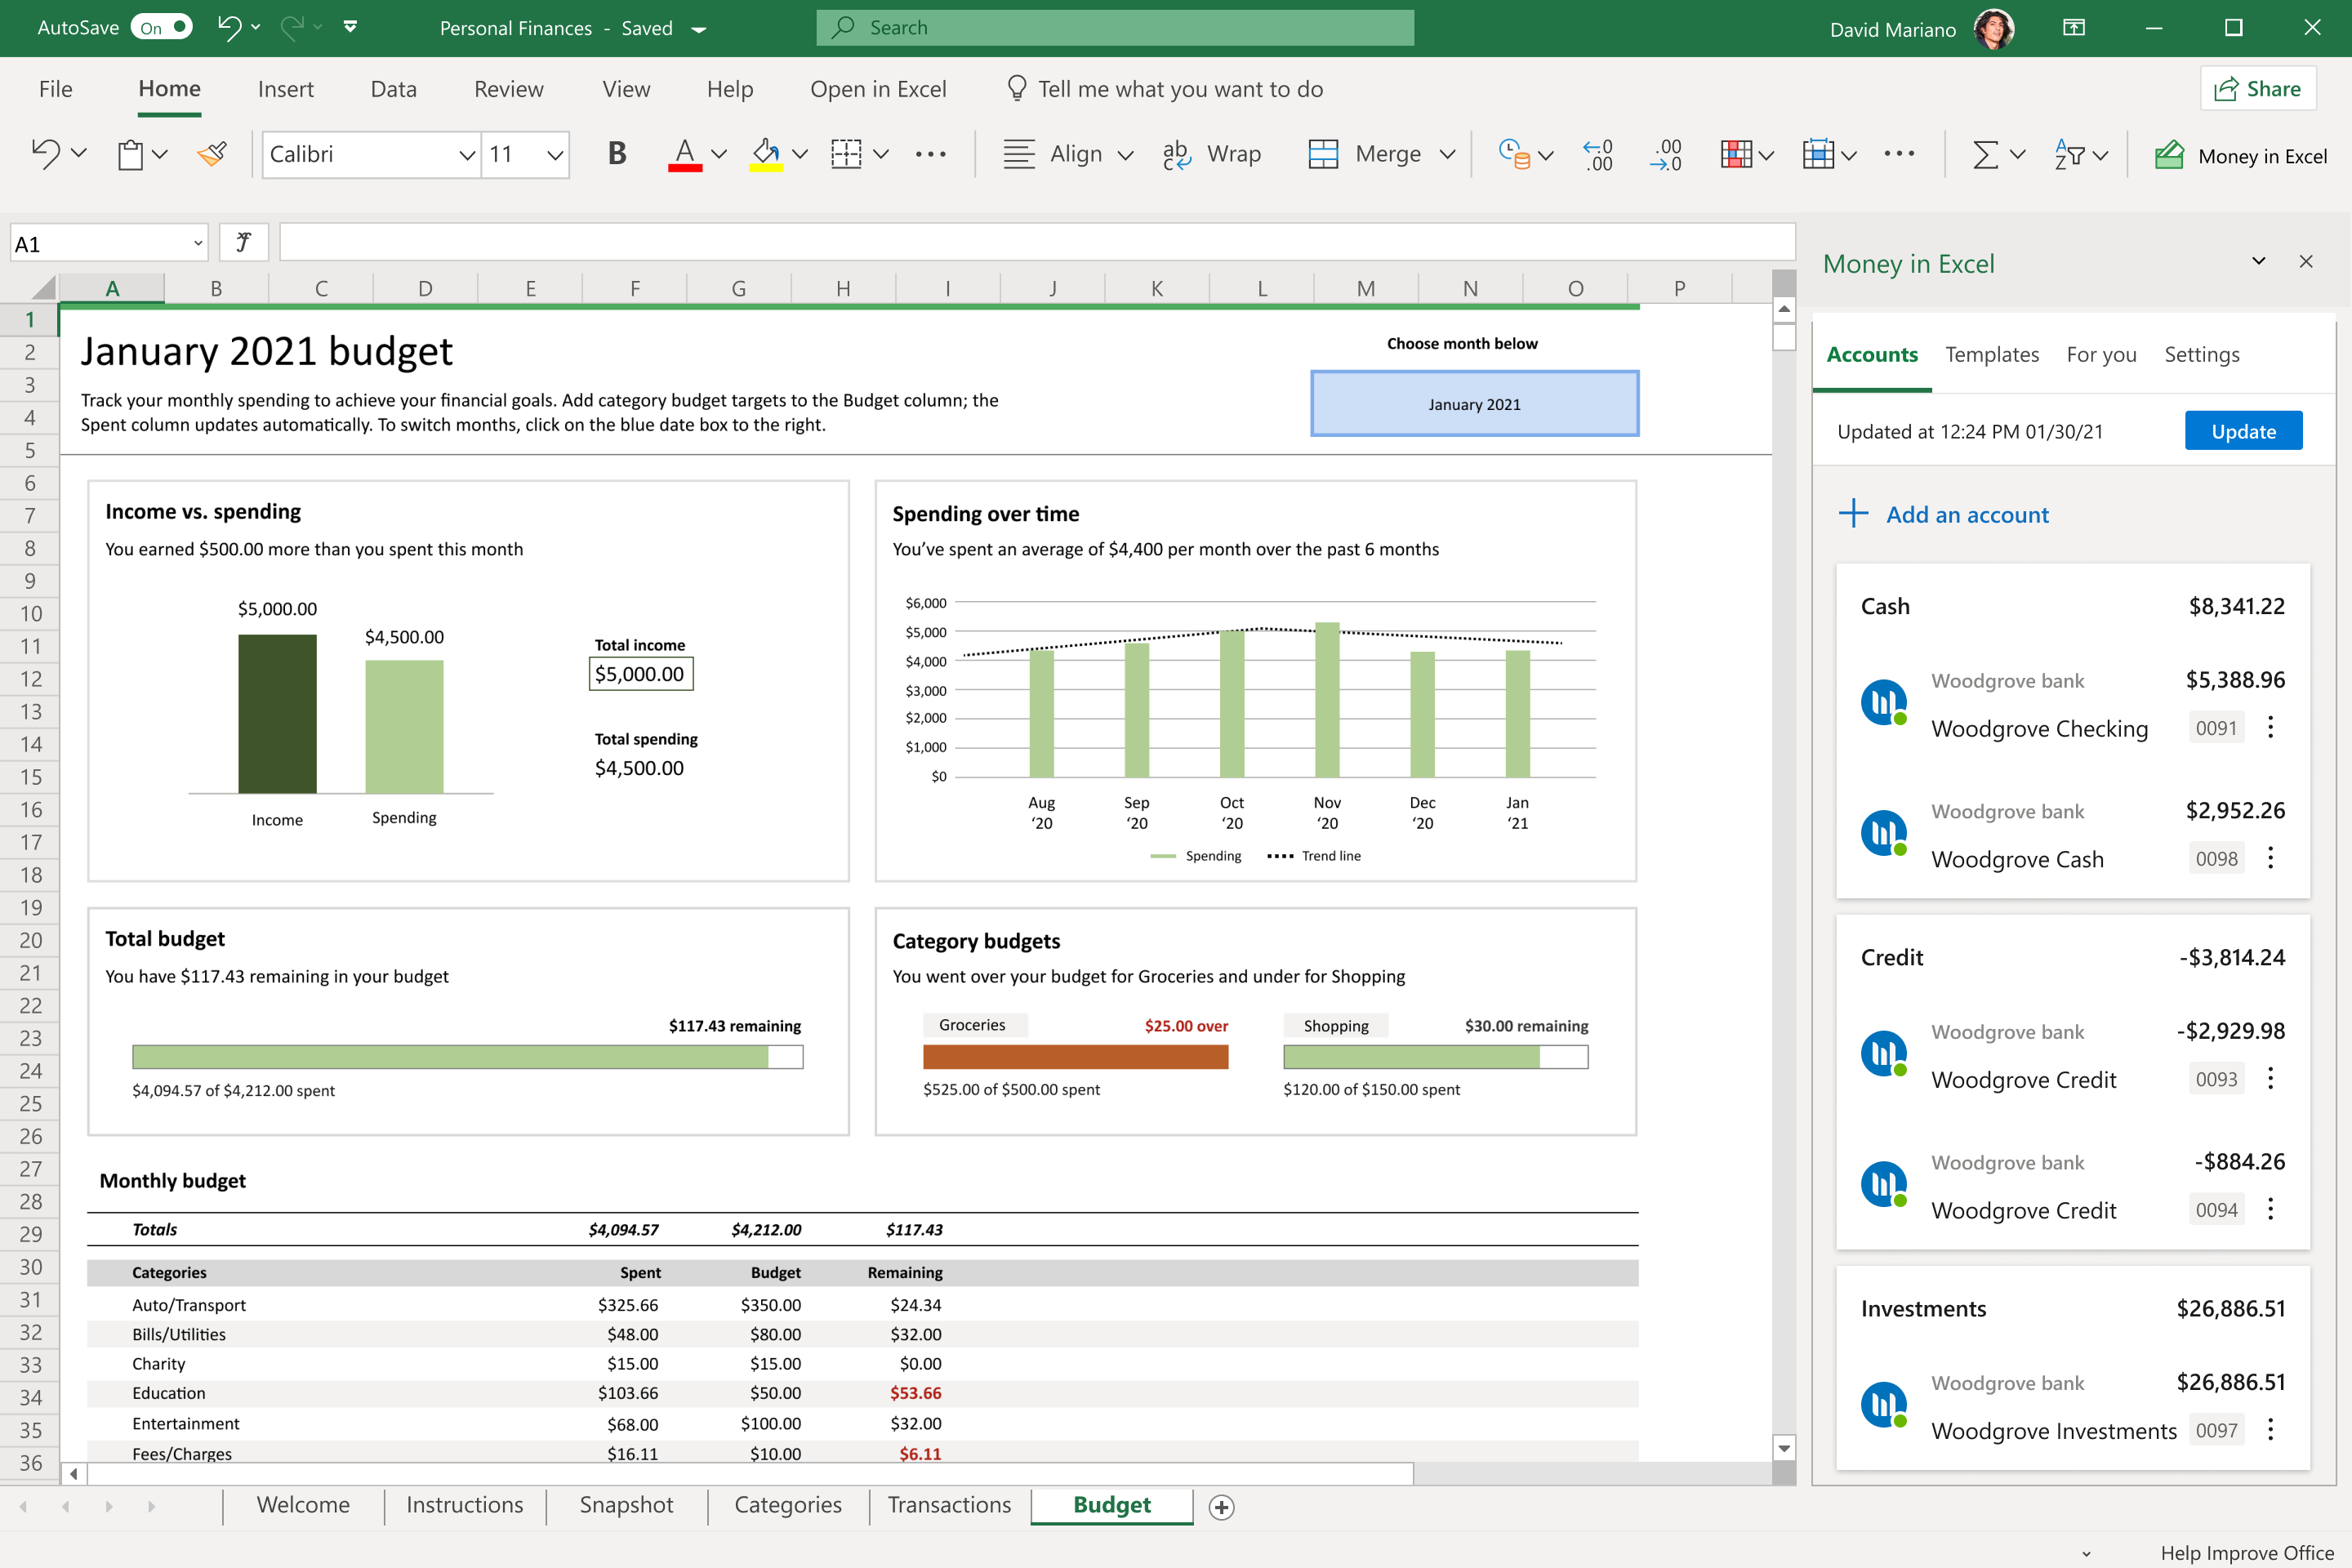 AutoSave On Personal Finances - Saved Search David Mariano
File Home Insert Data Review View Help Open in Excel Tell me what you want to do Share
Calibri 11 B A Align ab c Wrap Merge ←.0 .00 .00 →.0 Σ A Z Money in Excel
A1
A B C D E F G H I J K L M N O P
1
2
3
4
5
6
7
8
9
10
11
12
13
14
15
16
17
18
19
20
21
22
23
24
25
26
27
28
29
30
31
32
33
34
35
36
January 2021 budget
Track your monthly spending to achieve your financial goals. Add category budget targets to the Budget column; the
Spent column updates automatically. To switch months, click on the blue date box to the right.
Choose month below
January 2021
Income vs. spending
You earned $500.00 more than you spent this month
$5,000.00
$4,500.00
Income Spending
Total income
$5,000.00
Total spending
$4,500.00
Spending over time
You’ve spent an average of $4,400 per month over the past 6 months
$6,000
$5,000
$4,000
$3,000
$2,000
$1,000
$0
Aug Sep Oct Nov Dec Jan
‘20 ‘20 ‘20 ‘20 ‘20 ‘21
Spending Trend line
Total budget
You have $117.43 remaining in your budget
$117.43 remaining
$4,094.57 of $4,212.00 spent
Category budgets
You went over your budget for Groceries and under for Shopping
Groceries $25.00 over
$525.00 of $500.00 spent
Shopping $30.00 remaining
$120.00 of $150.00 spent
Monthly budget
Totals $4,094.57 $4,212.00 $117.43
Categories Spent Budget Remaining
Auto/Transport $325.66 $350.00 $24.34
Bills/Utilities $48.00 $80.00 $32.00
Charity $15.00 $15.00 $0.00
Education $103.66 $50.00 $53.66
Entertainment $68.00 $100.00 $32.00
Fees/Charges $16.11 $10.00 $6.11
Welcome Instructions Snapshot Categories Transactions Budget
Money in Excel
Accounts Templates For you Settings
Updated at 12:24 PM 01/30/21 Update
Add an account
Cash $8,341.22
Woodgrove bank $5,388.96
Woodgrove Checking 0091
Woodgrove bank $2,952.26
Woodgrove Cash 0098
Credit -$3,814.24
Woodgrove bank -$2,929.98
Woodgrove Credit 0093
Woodgrove bank -$884.26
Woodgrove Credit 0094
Investments $26,886.51
Woodgrove bank $26,886.51
Woodgrove Investments 0097
Help Improve Office